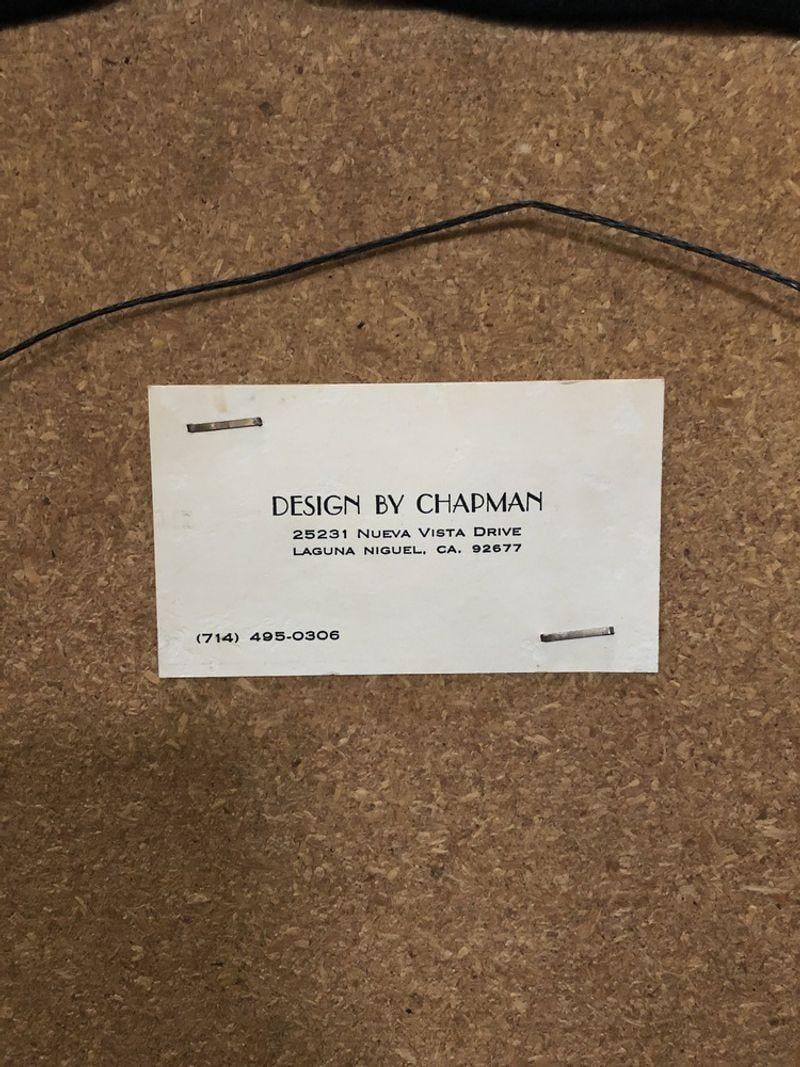 DESIGN BY CHAPMAN
25231 NUEVA VISTA DRIVE
LAGUNA NIGUEL, CA. 92677
(714) 495-0306